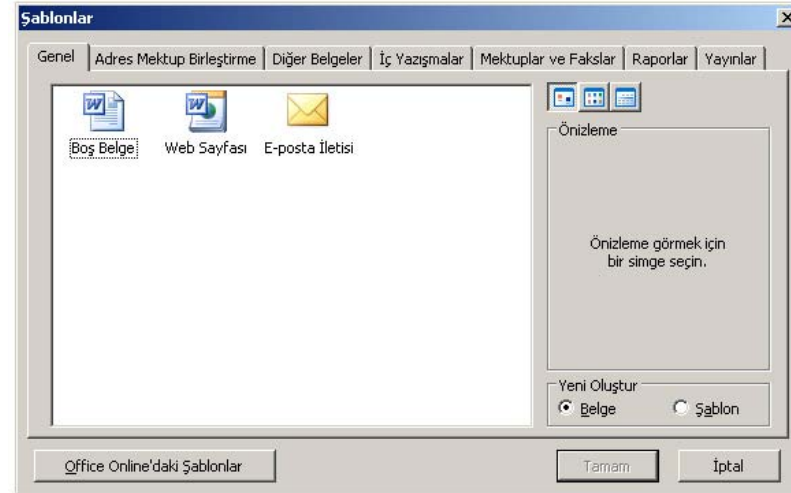 Şablonlar
Genel Adres Mektup Birleştirme Diğer Belgeler İç Yazışmalar Mektuplar ve Fakslar Raporlar Yayınlar
Boş Belge Web Sayfası E-posta İletisi
Önizleme
Önizleme görmek için
bir simge seçin.
Yeni Oluştur
Belge Şablon
Office Online'daki Şablonlar Tamam İptal